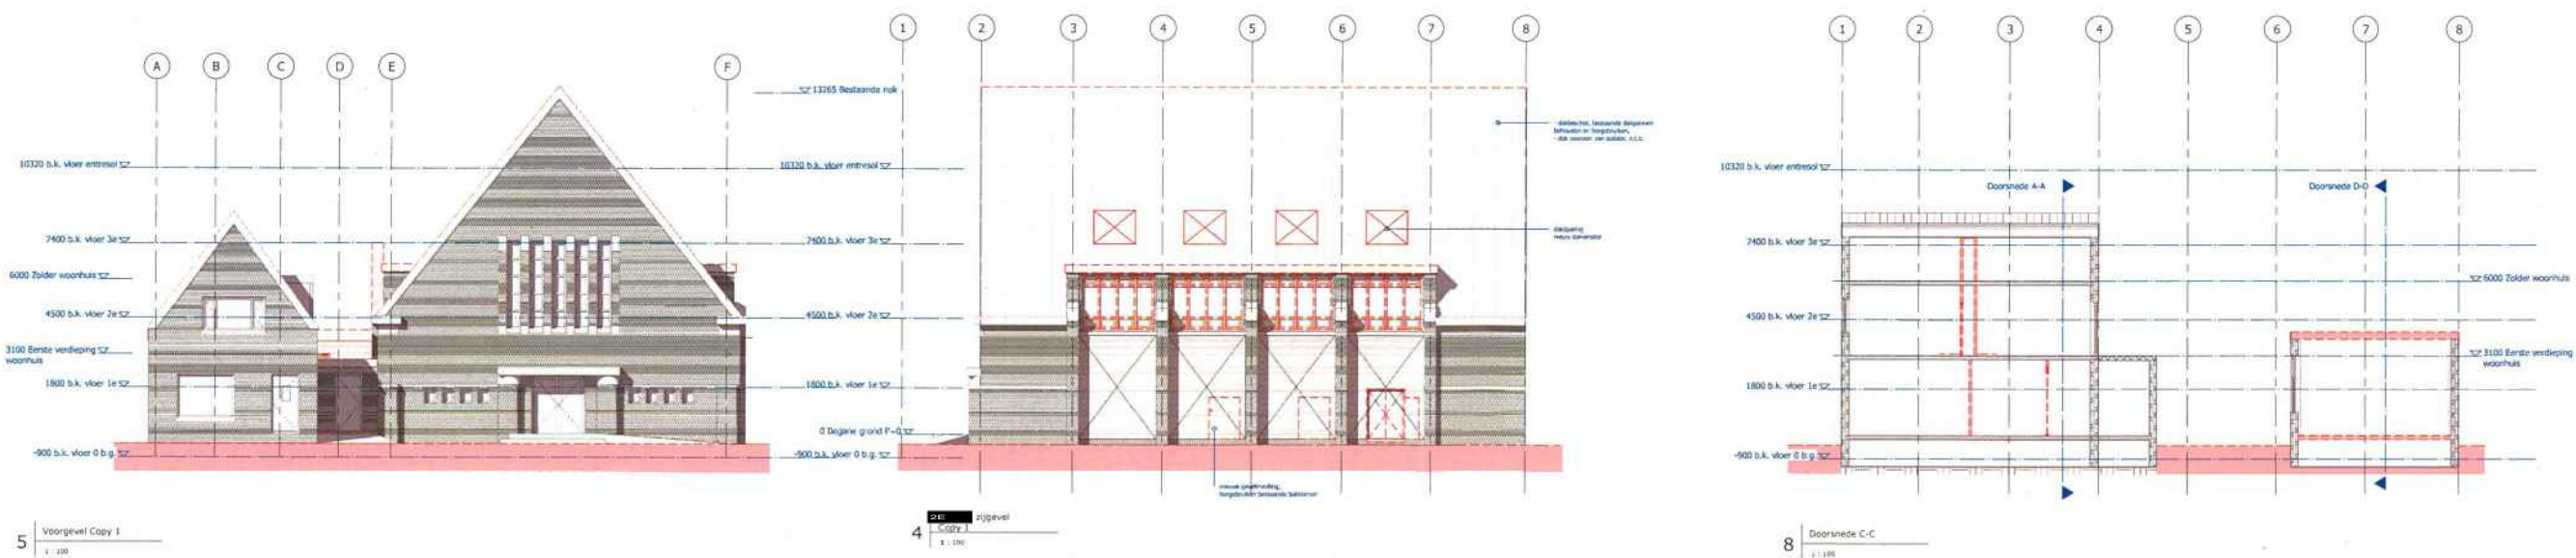 A B C D E F
10320 b.k. vloer entresol
7400 b.k. vloer 3e
6000 Zolder woonhuis
4500 b.k. vloer 2e
3100 Eerste verdieping
woonhuis
1800 b.k. vloer 1e
-900 b.k. vloer 0 b.g.
5
Voorgevel Copy 1
1 : 100
1 2 3 4 5 6 7 8
13265 Bestaande nok
10320 b.k. vloer entresol
7400 b.k. vloer 3e
4500 b.k. vloer 2e
1800 b.k. vloer 1e
0 Begane grond P=0
-900 b.k. vloer 0 b.g.
4
2E zijgevel
Copy 1
1 : 100
1 2 3 4 5 6 7 8
10320 b.k. vloer entresol
Doorsnede A-A
Doorsnede D-D
7400 b.k. vloer 3e
6000 Zolder woonhuis
4500 b.k. vloer 2e
3100 Eerste verdieping
woonhuis
1800 b.k. vloer 1e
-900 b.k. vloer 0 b.g.
8
Doorsnede C-C
1 : 100